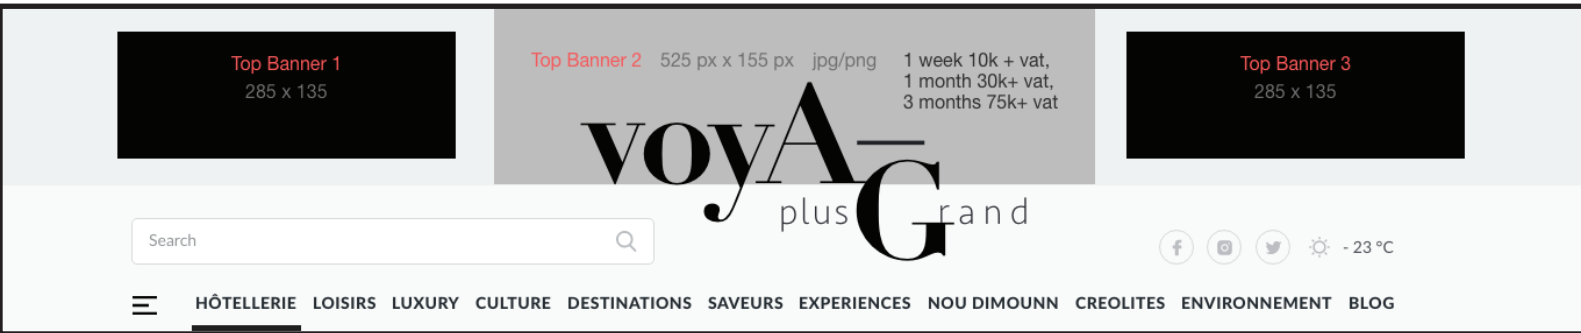 Top Banner 1
285 x 135
Top Banner 2 525 px x 155 px jpg/png 1 week 10k + vat,
1 month 30k+ vat,
3 months 75k+ vat
Top Banner 3
285 x 135
voyA-
plus Grand
Search
- 23 °C
HÔTELLERIE LOISIRS LUXURY CULTURE DESTINATIONS SAVEURS EXPERIENCES NOU DIMOUNN CREOLITES ENVIRONNEMENT BLOG